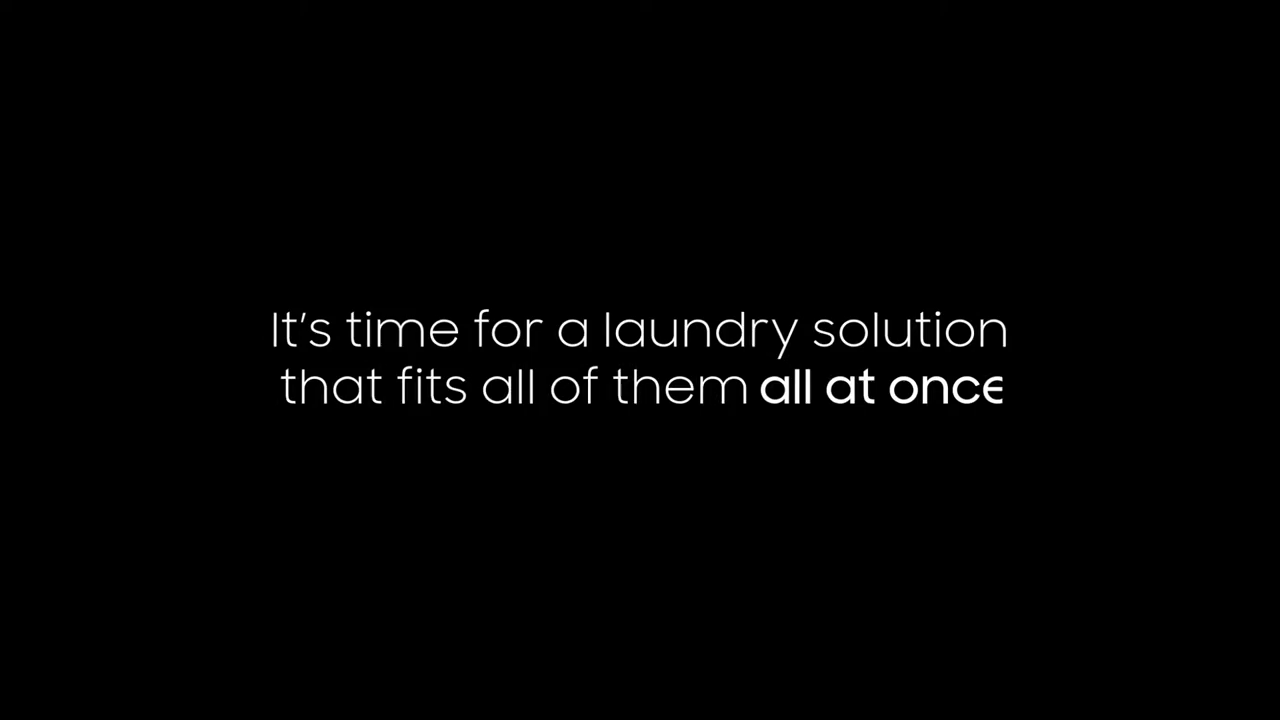 It's time for a laundry solution
that fits all of them all at once